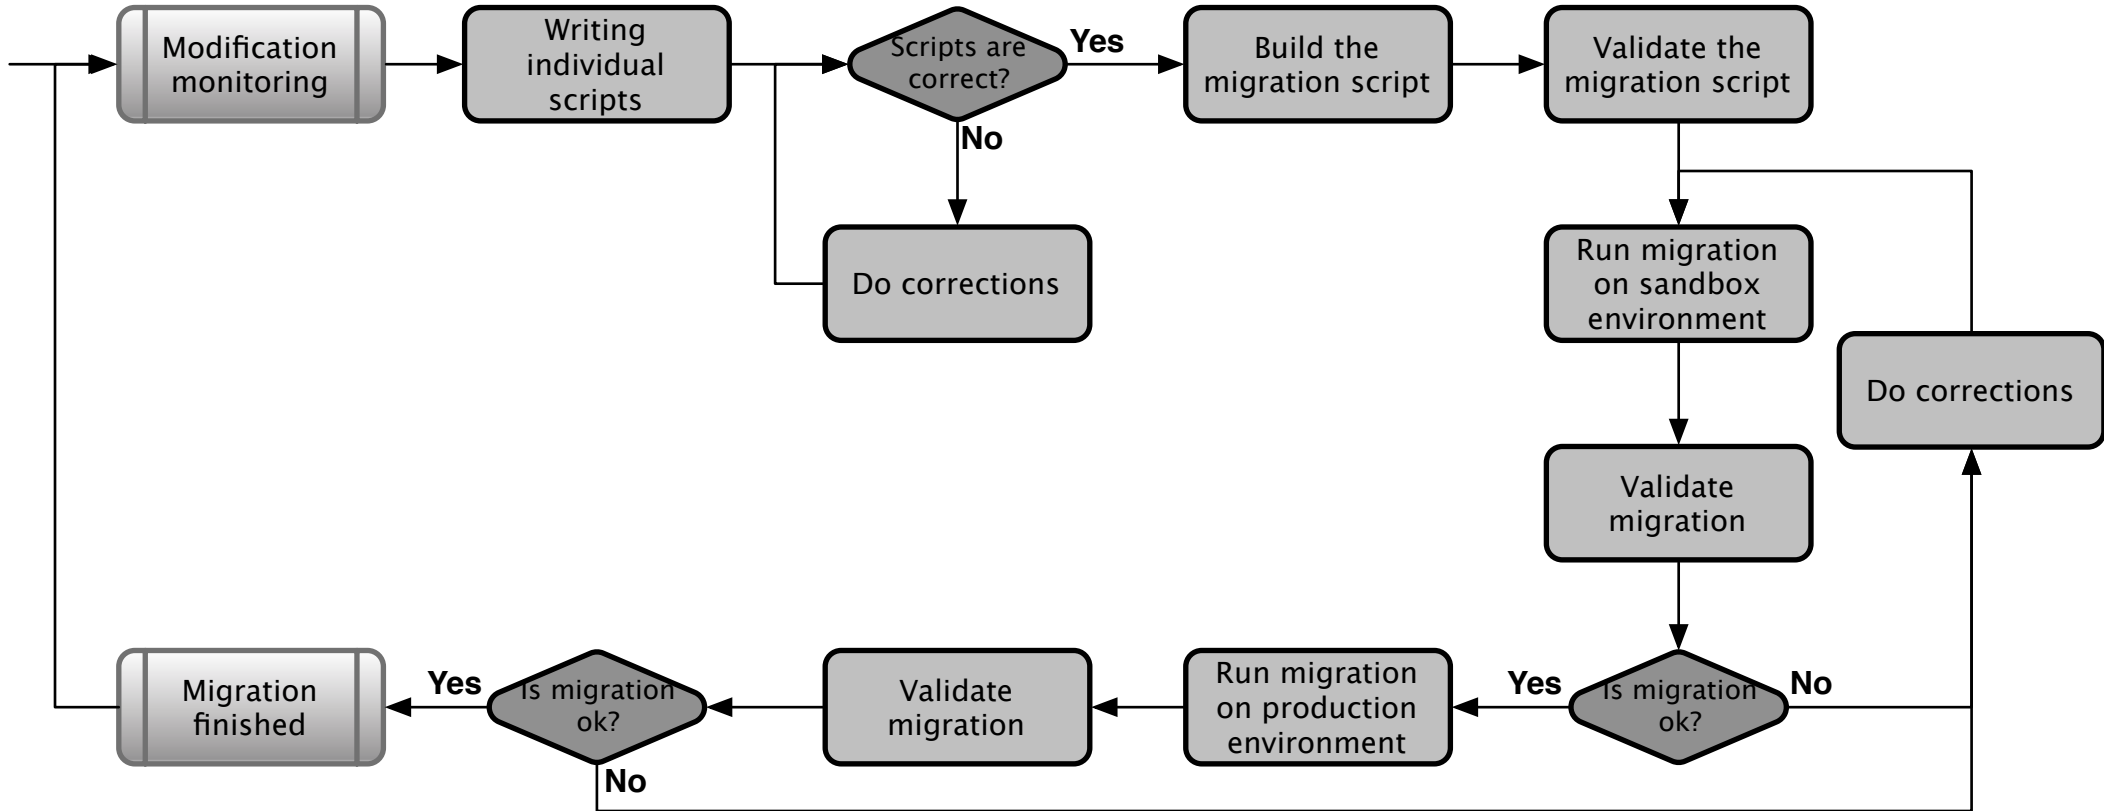 Modification
monitoring
Writing
individual
scripts
Scripts are
correct?
Yes
No
Build the
migration script
Validate the
migration script
Do corrections
Run migration
on sandbox
environment
Do corrections
Validate
migration
Is migration
ok?
Yes
No
Run migration
on production
environment
Validate
migration
Is migration
ok?
Yes
No
Migration
finished